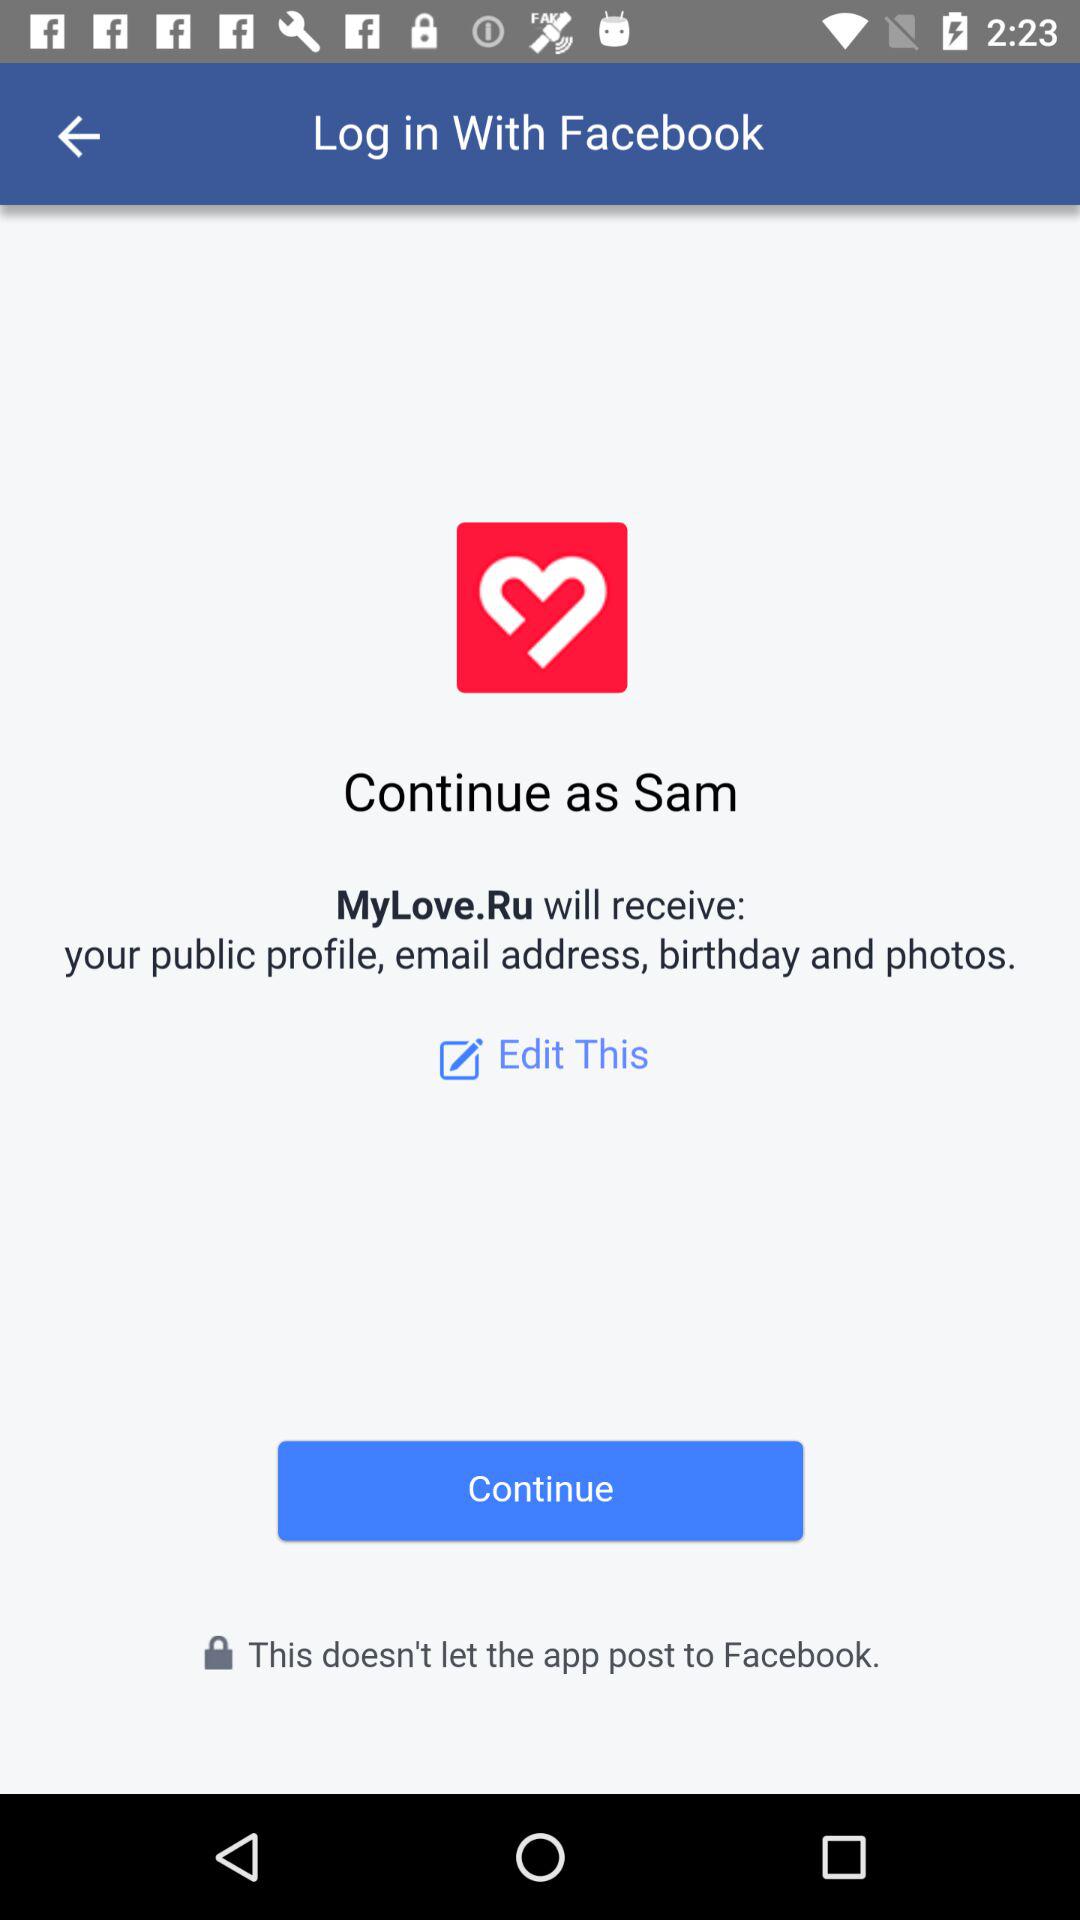 FAKE
2:23
Log in With Facebook
Continue as Sam
MyLove.Ru will receive:
your public profile, email address, birthday and photos.
Edit This
Continue
This doesn't let the app post to Facebook.